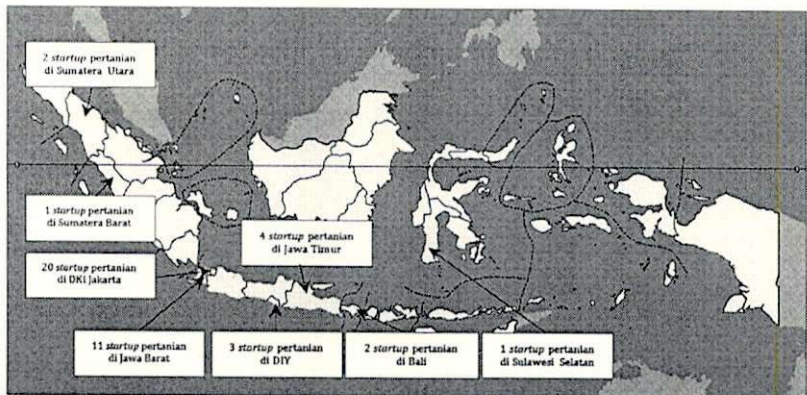 2 startup pertanian
di Sumatera Utara
1 startup pertanian
di Sumatera Barat
4 startup pertanian
di Jawa Timur
20 startup pertanian
di DKI Jakarta
11 startup pertanian
di Jawa Barat
3 startup pertanian
di DIY
2 startup pertanian
di Bali
1 startup pertanian
di Sulawesi Selatan